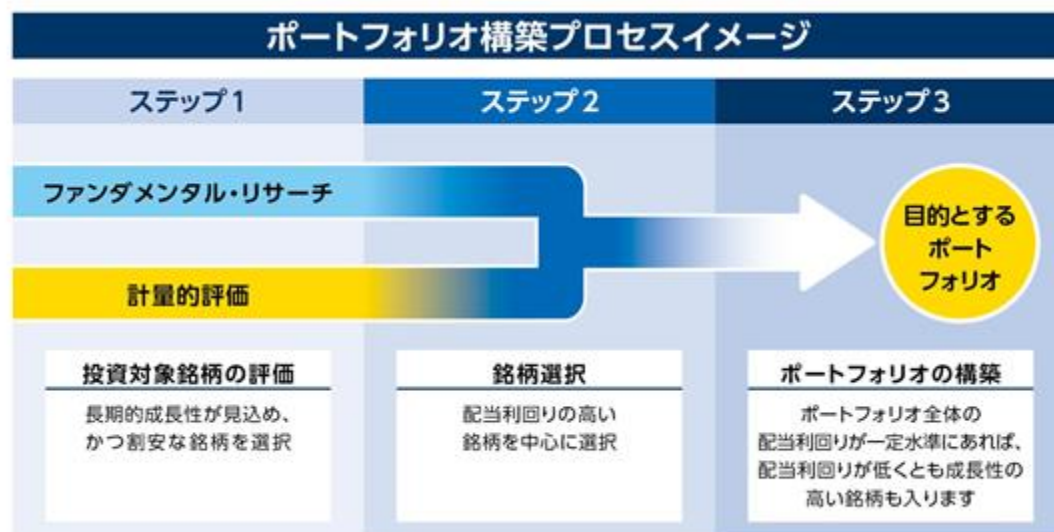 ポートフォリオ構築プロセスイメージ
ステップ1
ステップ2
ステップ3
ファンダメンタル・リサーチ
計量的評価
目的とする
ポート
フォリオ
投資対象銘柄の評価
長期的成長性が見込め、
かつ割安な銘柄を選択
銘柄選択
配当利回りの高い
銘柄を中心に選択
ポートフォリオの構築
ポートフォリオ全体の
配当利回りが一定水準にあれば、
配当利回りが低くとも成長性の
高い銘柄も入ります